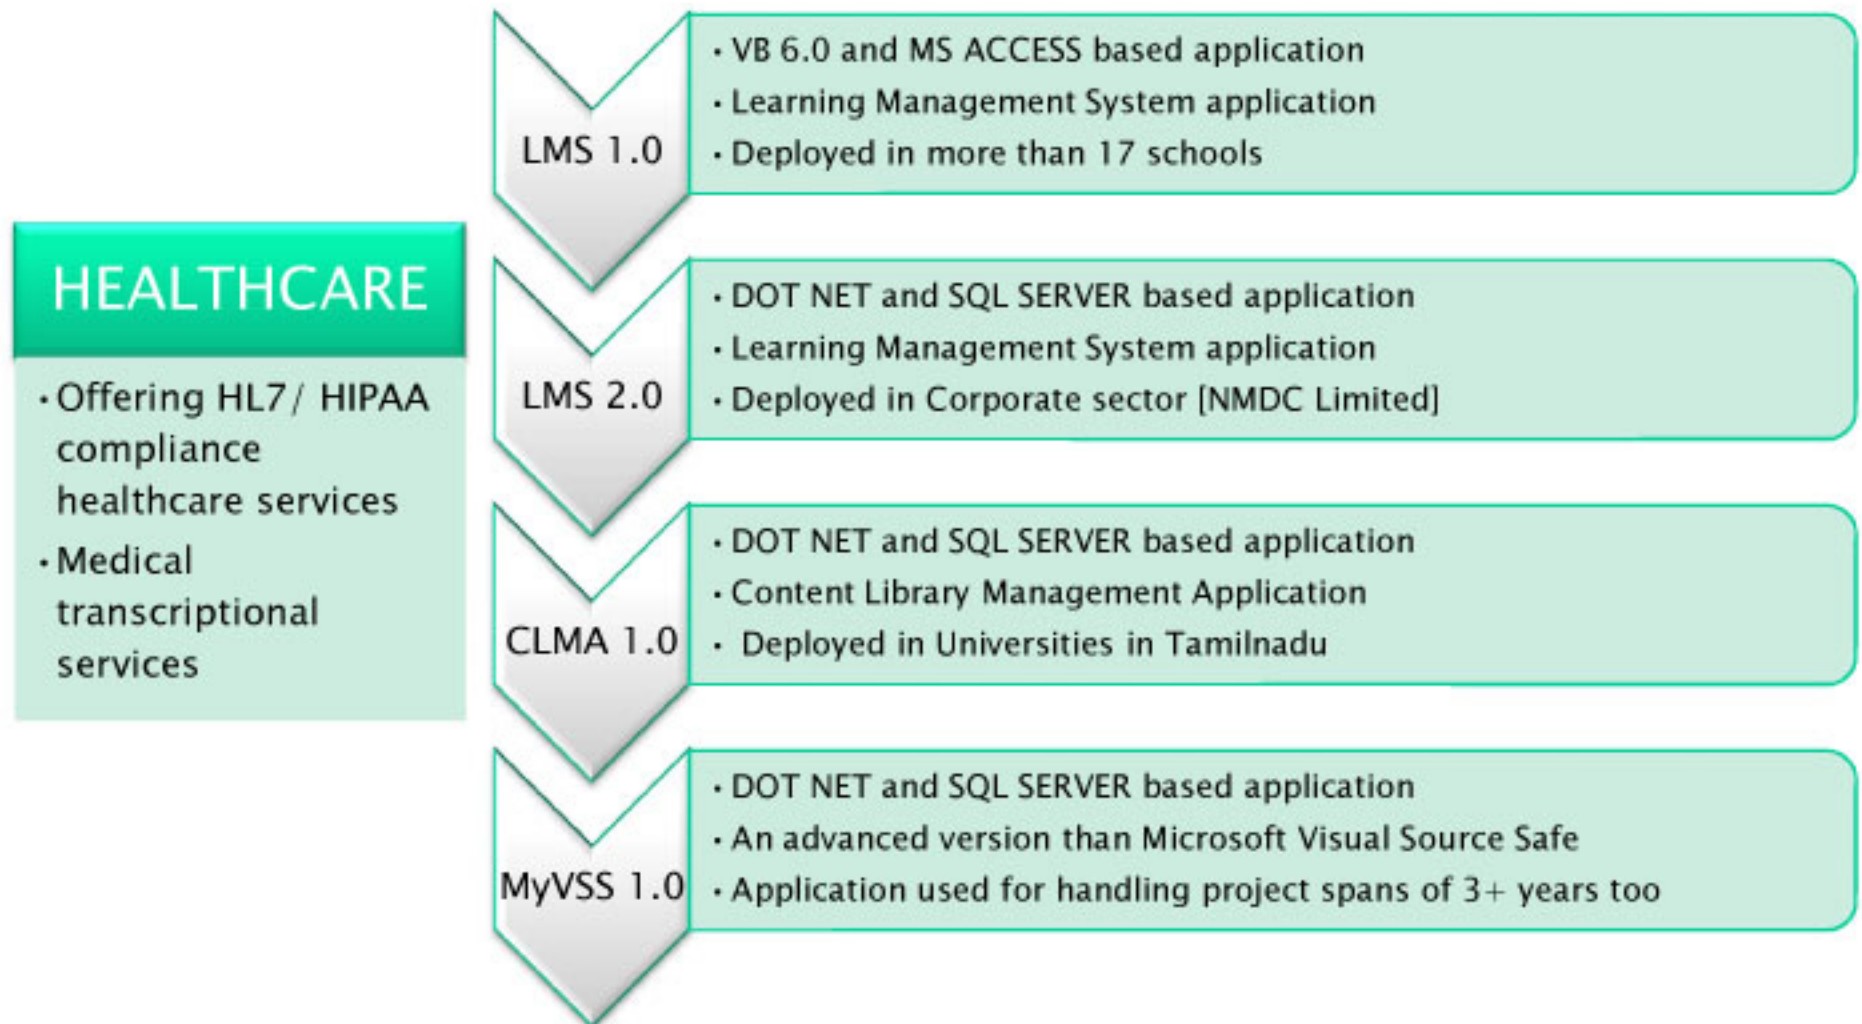 HEALTHCARE
· Offering HL7/ HIPAA
compliance
healthcare services
· Medical
transcriptional
services
LMS 1.0
· VB 6.0 and MS ACCESS based application
· Learning Management System application
· Deployed in more than 17 schools
LMS 2.0
· DOT NET and SQL SERVER based application
· Learning Management System application
· Deployed in Corporate sector [NMDC Limited]
CLMA 1.0
· DOT NET and SQL SERVER based application
· Content Library Management Application
· Deployed in Universities in Tamilnadu
MyVSS 1.0
· DOT NET and SQL SERVER based application
· An advanced version than Microsoft Visual Source Safe
· Application used for handling project spans of 3+ years too